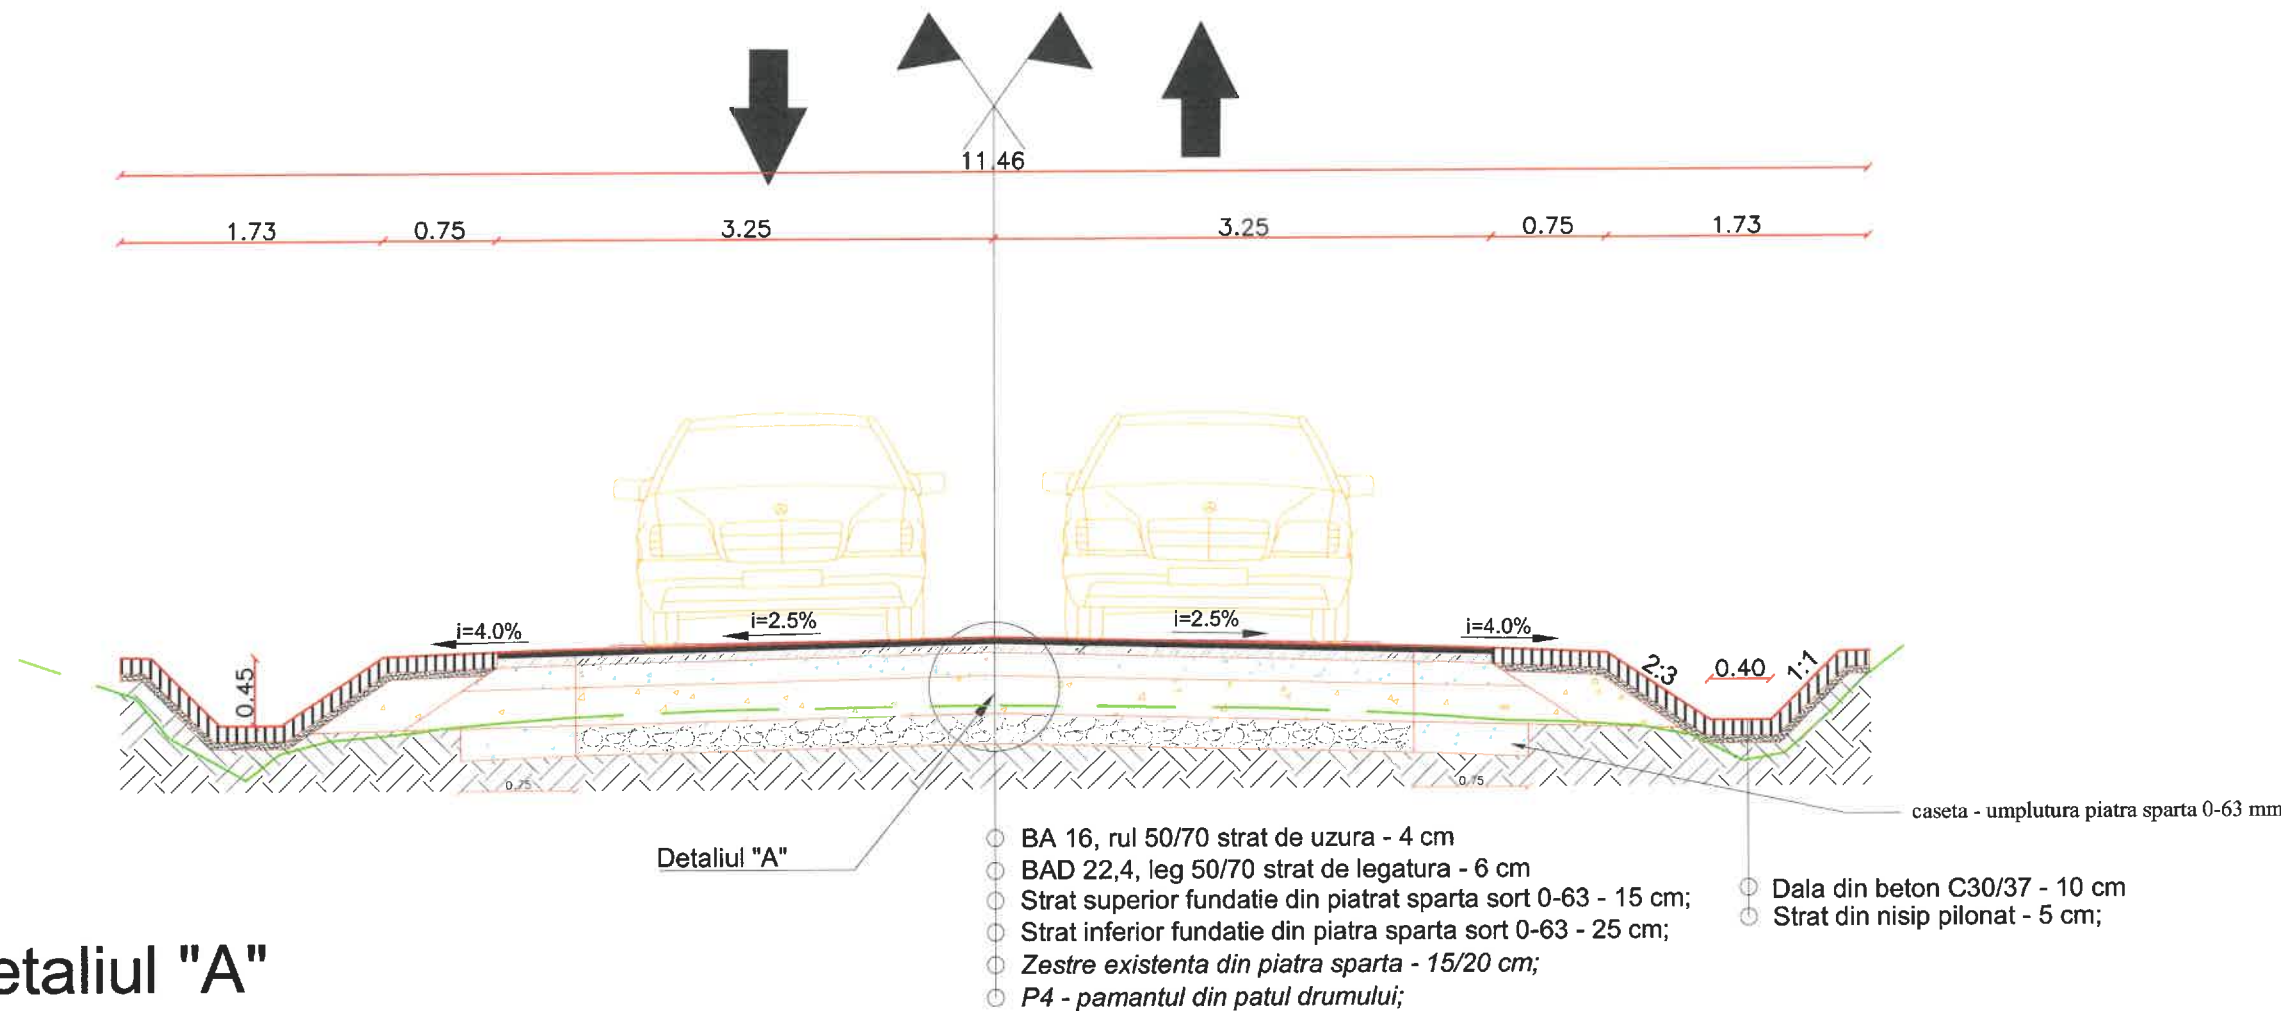 11.46
1.73 0.75 3.25 3.25 0.75 1.73
i=4.0% i=2.5% i=2.5% i=4.0%
0.45 2:3 0.40 1:1
0.75 0.75
caseta - umplutura piatra sparta 0-63 mm
Detaliul "A"
BA 16, rul 50/70 strat de uzura - 4 cm
BAD 22,4, leg 50/70 strat de legatura - 6 cm
Strat superior fundatie din piatrat sparta sort 0-63 - 15 cm;
Strat inferior fundatie din piatra sparta sort 0-63 - 25 cm;
Zestre existenta din piatra sparta - 15/20 cm;
P4 - pamantul din patul drumului;
Dala din beton C30/37 - 10 cm
Strat din nisip pilonat - 5 cm;
etaliul "A"